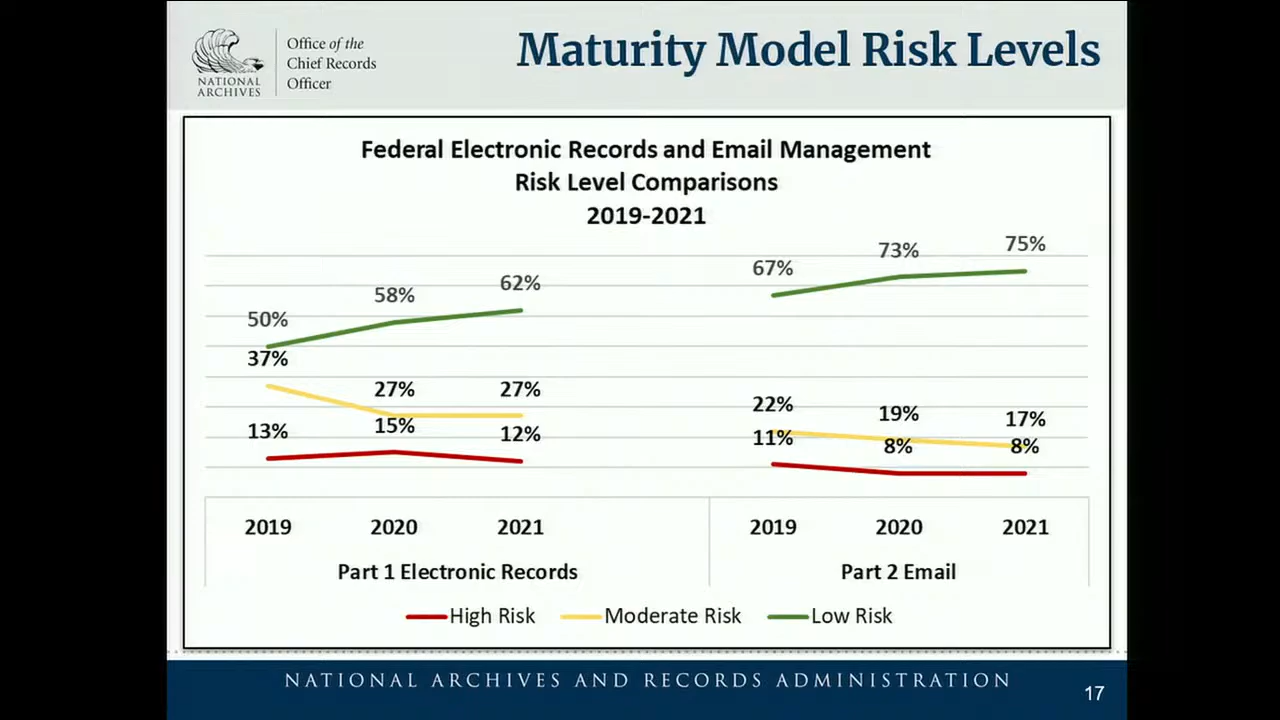 NATIONAL
ARCHIVES
Office of the
Chief Records
Officer
Maturity Model Risk Levels
Federal Electronic Records and Email Management
Risk Level Comparisons
2019-2021
50% 58% 62%
37% 27% 27%
13% 15% 12%
67% 73% 75%
22% 19% 17%
11% 8% 8%
2019 2020 2021 2019 2020 2021
Part 1 Electronic Records Part 2 Email
High Risk Moderate Risk Low Risk
NATIONAL ARCHIVES AND RECORDS ADMINISTRATION
17